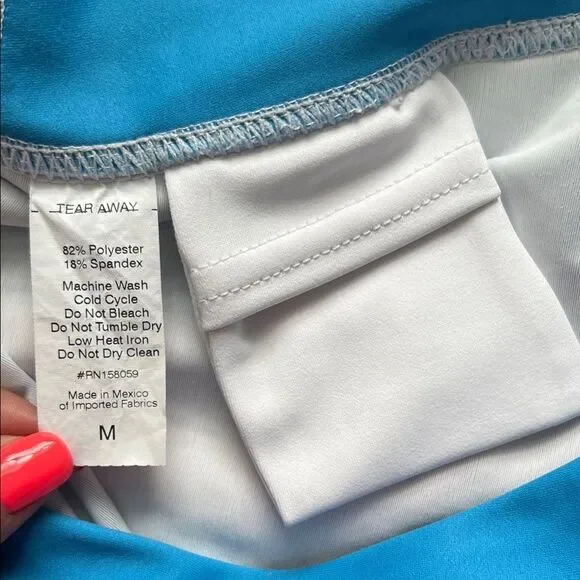 TEAR AWAY
82% Polyester
18% Spandex
Machine Wash
Cold Cycle
Do Not Bleach
Do Not Tumble Dry
Low Heat Iron
Do Not Dry Clean
#RN158059
Made in Mexico
of Imported Fabrics
M